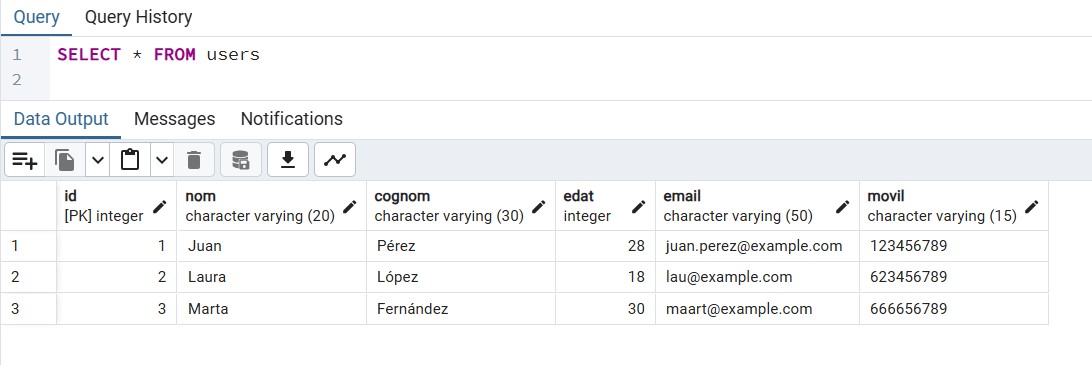 Query Query History
1 SELECT * FROM users
2
Data Output Messages Notifications
id nom cognom edat email movil
[PK] integer character varying (20) character varying (30) integer character varying (50) character varying (15)
1 1 Juan Pérez 28 juan.perez@example.com 123456789
2 2 Laura López 18 lau@example.com 623456789
3 3 Marta Fernández 30 maart@example.com 666656789